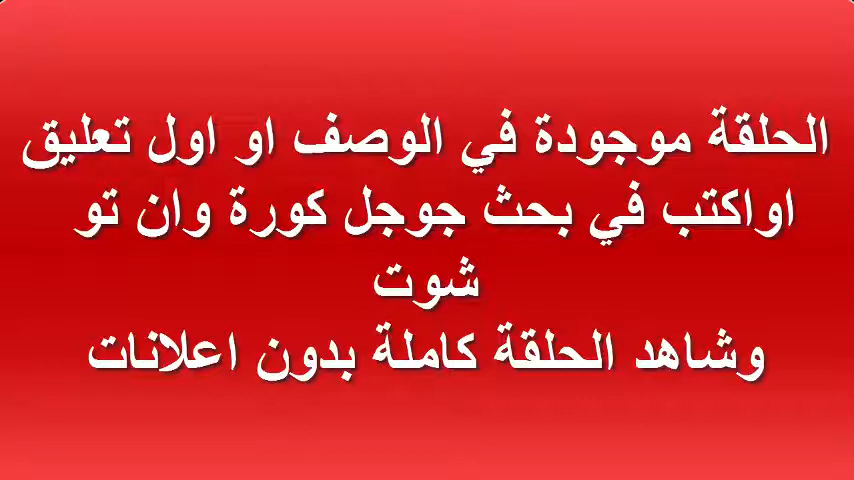 الحلقة موجودة في الوصف او اول تعليق
اواكتب في بحث جوجل كورة وان تو
شوت
وشاهد الحلقة كاملة بدون اعلانات